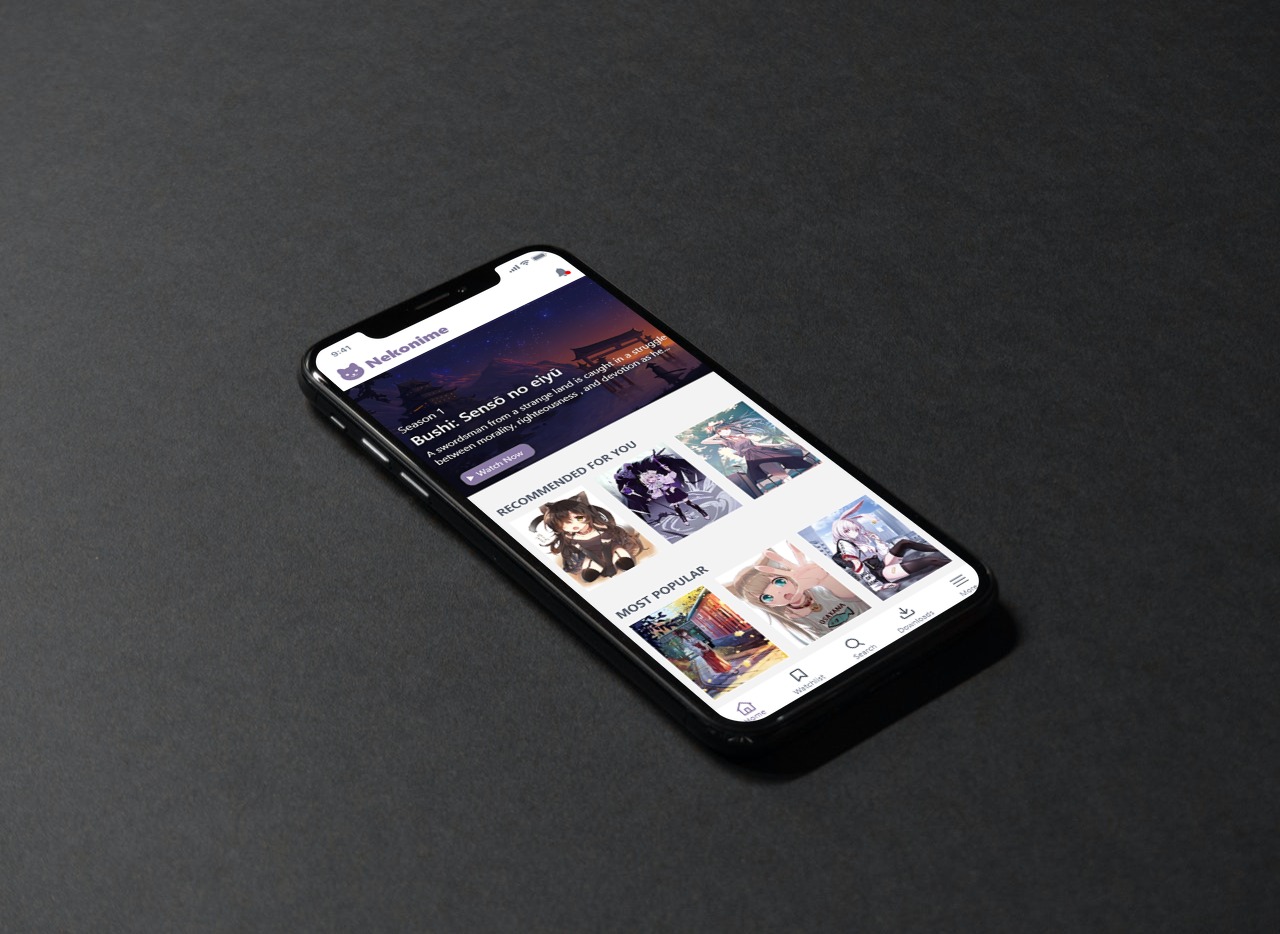 9:41
Nekonime
Season 1
Bushi: Sensō no eiyū
A swordsman from a strange land is caught in a struggle
between morality, righteousness , and devotion as he...
▶ Watch Now
RECOMMENDED FOR YOU
MOST POPULAR
OSAKANA
Home
Watchlist
Search
Downloads
More